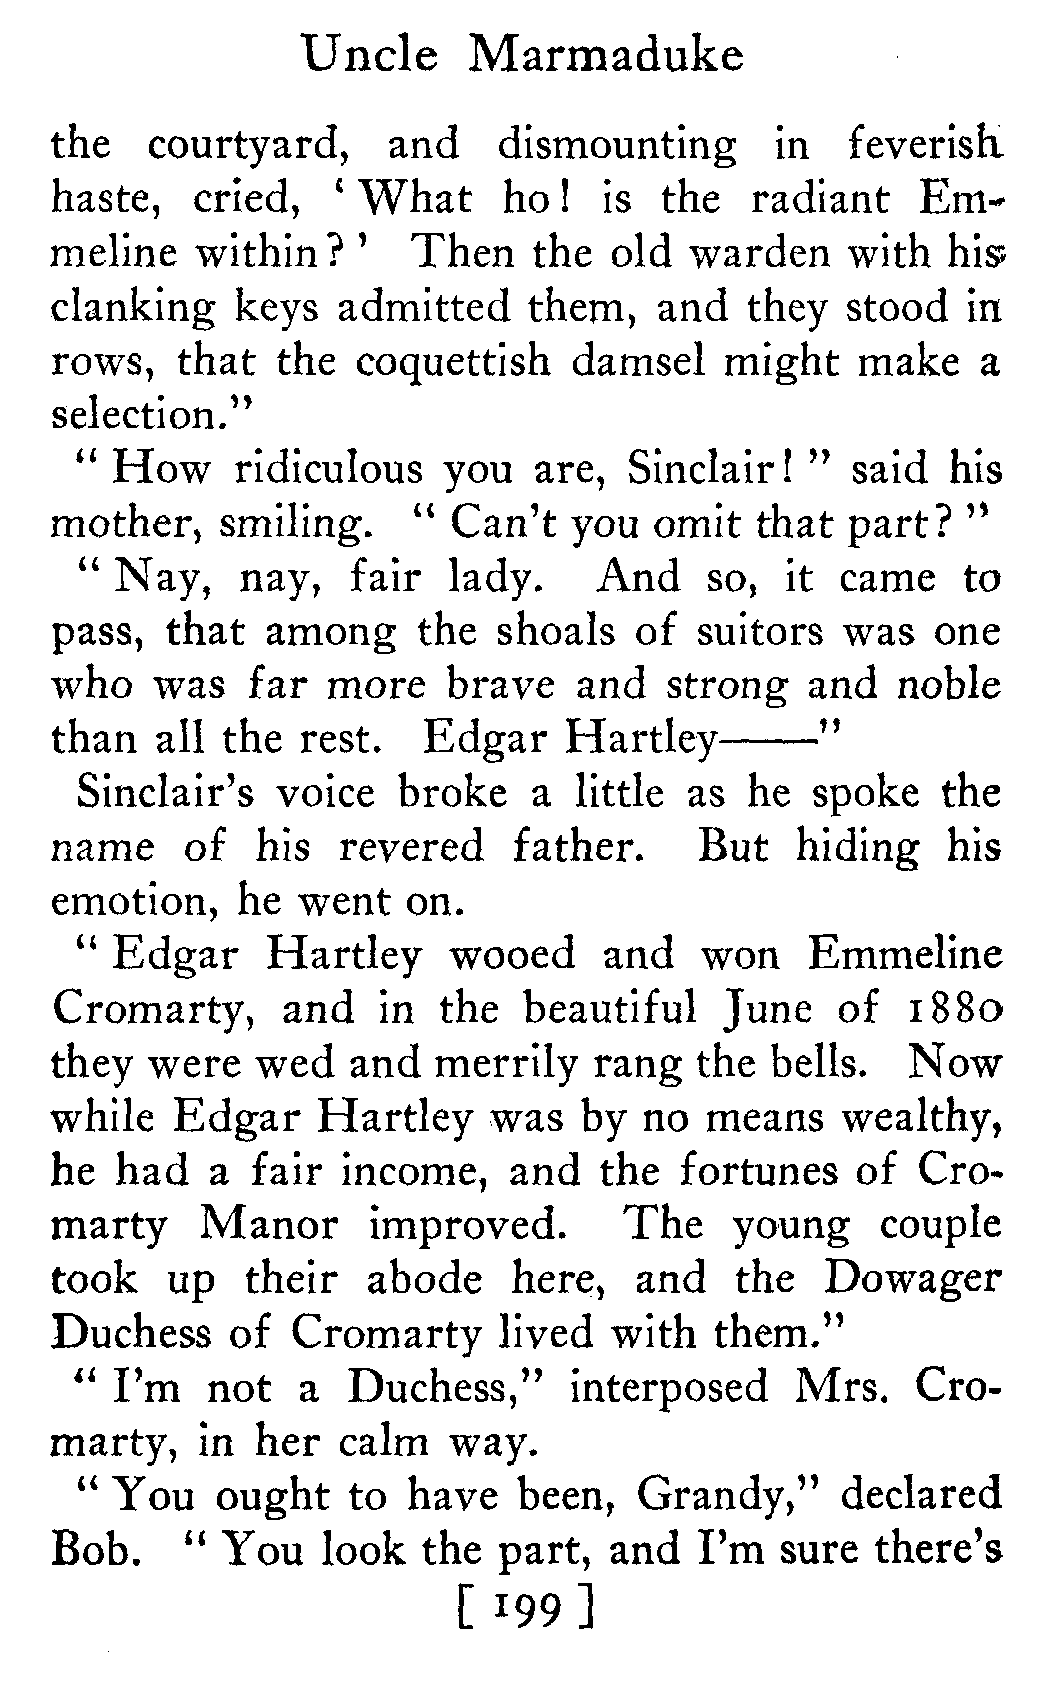 Uncle Marmaduke
the courtyard, and dismounting in feverish
haste, cried, ‘ What ho! is the radiant Em-
meline within? ’ Then the old warden with his
clanking keys admitted them, and they stood in
rows, that the coquettish damsel might make a
selection.”
“ How ridiculous you are, Sinclair! ” said his
mother, smiling. “ Can’t you omit that part? ”
“ Nay, nay, fair lady. And so, it came to
pass, that among the shoals of suitors was one
who was far more brave and strong and noble
than all the rest. Edgar Hartley——”
Sinclair’s voice broke a little as he spoke the
name of his revered father. But hiding his
emotion, he went on.
“ Edgar Hartley wooed and won Emmeline
Cromarty, and in the beautiful June of 1880
they were wed and merrily rang the bells. Now
while Edgar Hartley was by no means wealthy,
he had a fair income, and the fortunes of Cro-
marty Manor improved. The young couple
took up their abode here, and the Dowager
Duchess of Cromarty lived with them.”
“ I’m not a Duchess,” interposed Mrs. Cro-
marty, in her calm way.
“ You ought to have been, Grandy,” declared
Bob. “ You look the part, and I’m sure there’s
[ 199 ]